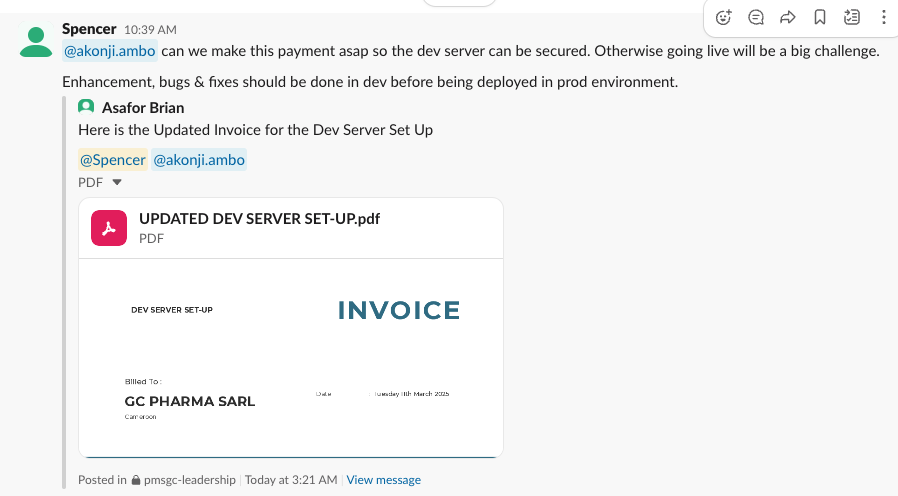 Spencer 10:39 AM
@akonji.ambo can we make this payment asap so the dev server can be secured. Otherwise going live will be a big challenge.
Enhancement, bugs & fixes should be done in dev before being deployed in prod environment.
Asafor Brian
Here is the Updated Invoice for the Dev Server Set Up
@Spencer @akonji.ambo
PDF
UPDATED DEV SERVER SET-UP.pdf
PDF
DEV SERVER SET-UP
INVOICE
Billed To :
GC PHARMA SARL
Cameroon
Date : Tuesday 11th March 2025
Posted in pmsgc-leadership | Today at 3:21 AM | View message